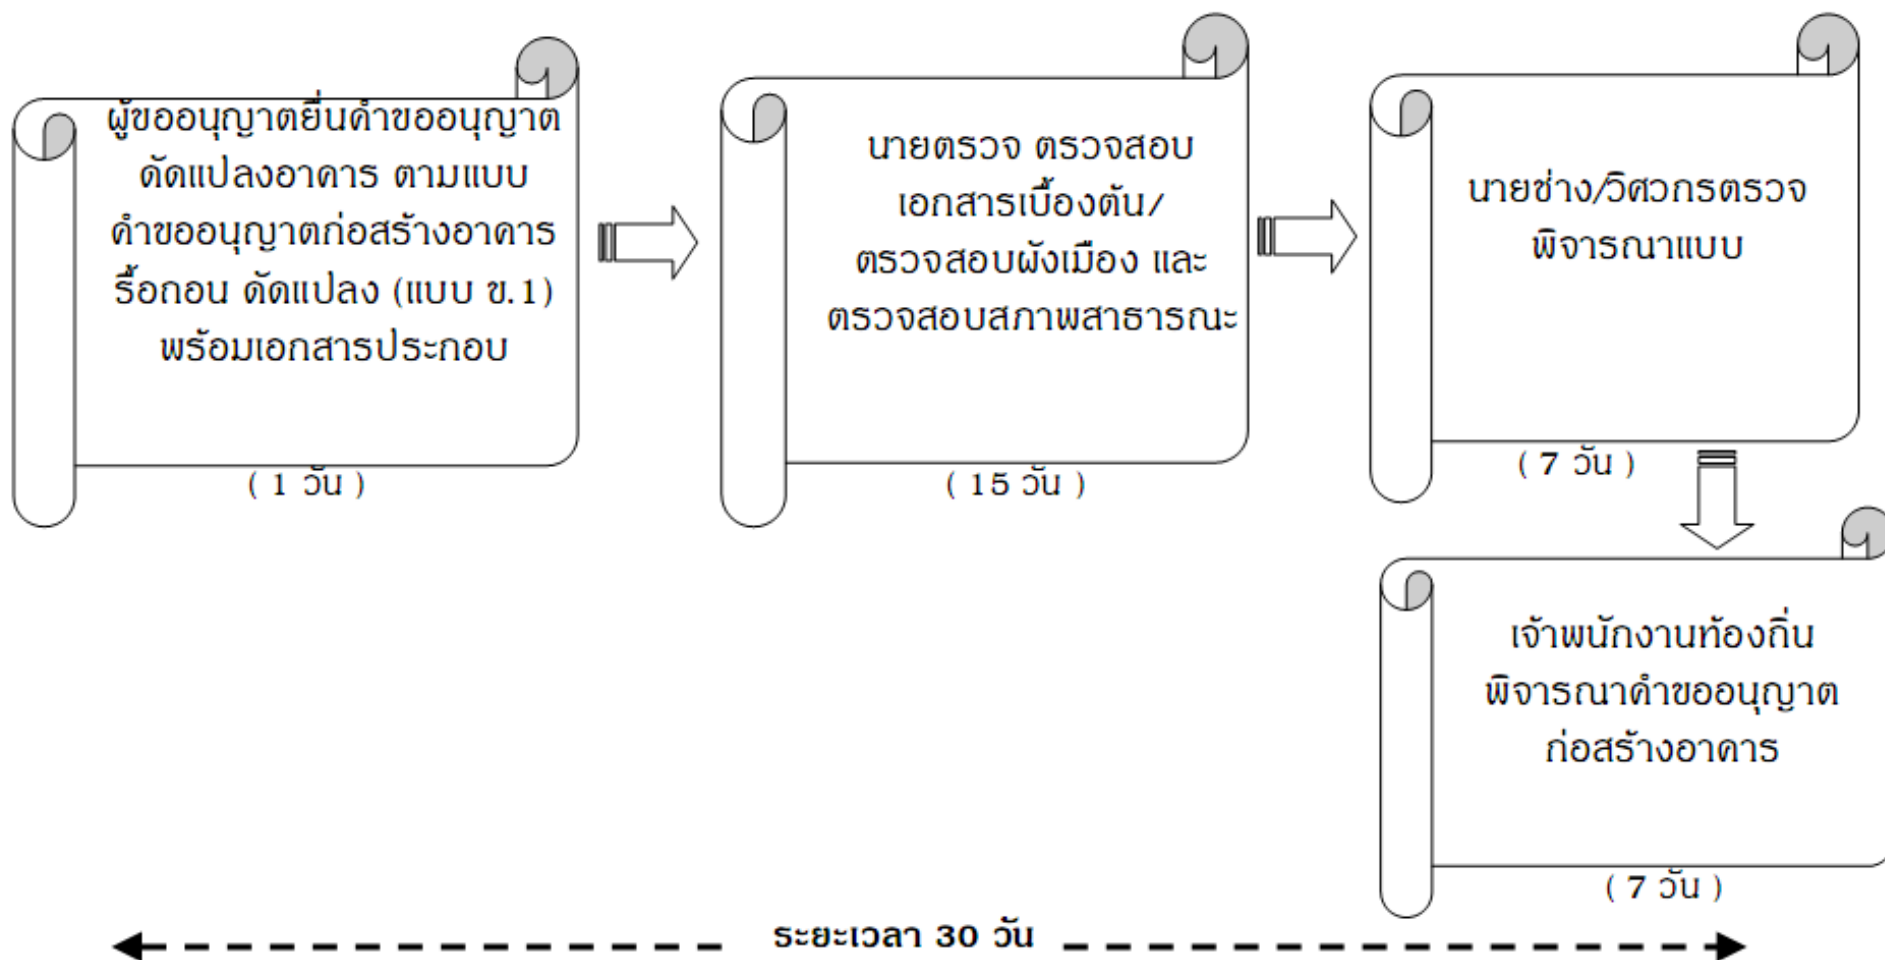 ผู้ขออนุญาตยื่นคำขออนุญาต
ดัดแปลงอาคาร ตามแบบ
คำขออนุญาตก่อสร้างอาคาร
รื้อถอน ดัดแปลง (แบบ ข.1)
พร้อมเอกสารประกอบ
( 1 วัน )
นายตรวจ ตรวจสอบ
เอกสารเบื้องต้น/
ตรวจสอบผังเมือง และ
ตรวจสอบสภาพสาธารณะ
( 15 วัน )
นายช่าง/วิศวกรตรวจ
พิจารณาแบบ
( 7 วัน )
เจ้าพนักงานท้องถิ่น
พิจารณาคำขออนุญาต
ก่อสร้างอาคาร
( 7 วัน )
ระยะเวลา 30 วัน